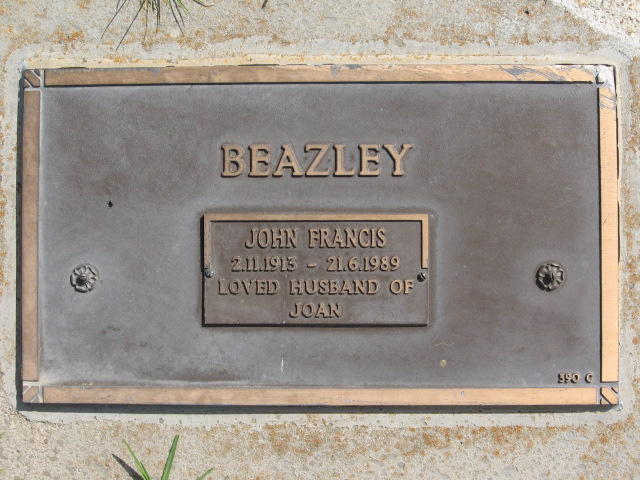 BEAZLEY
JOHN FRANCIS
2.11.1913 - 21.6.1989
LOVED HUSBAND OF
JOAN
390 G